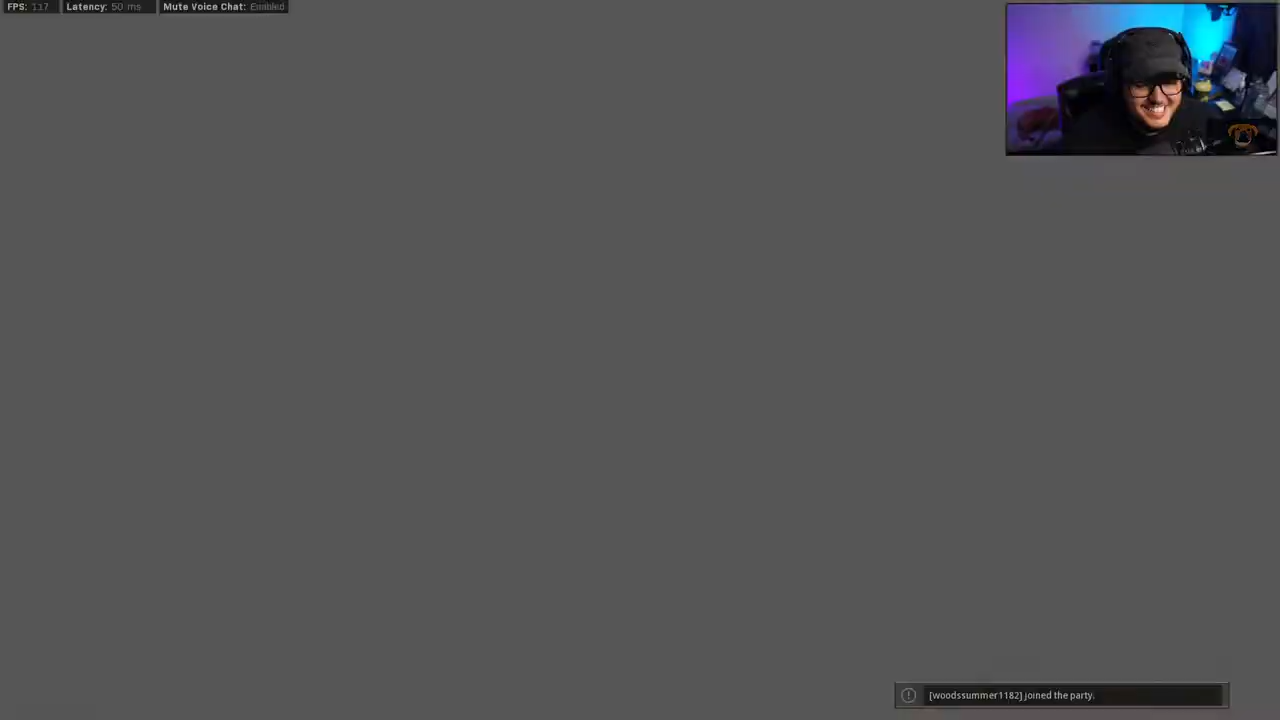 FPS: 117 Latency: 50 ms Mute Voice Chat: Enabled
[woodssummer1182] joined the party.